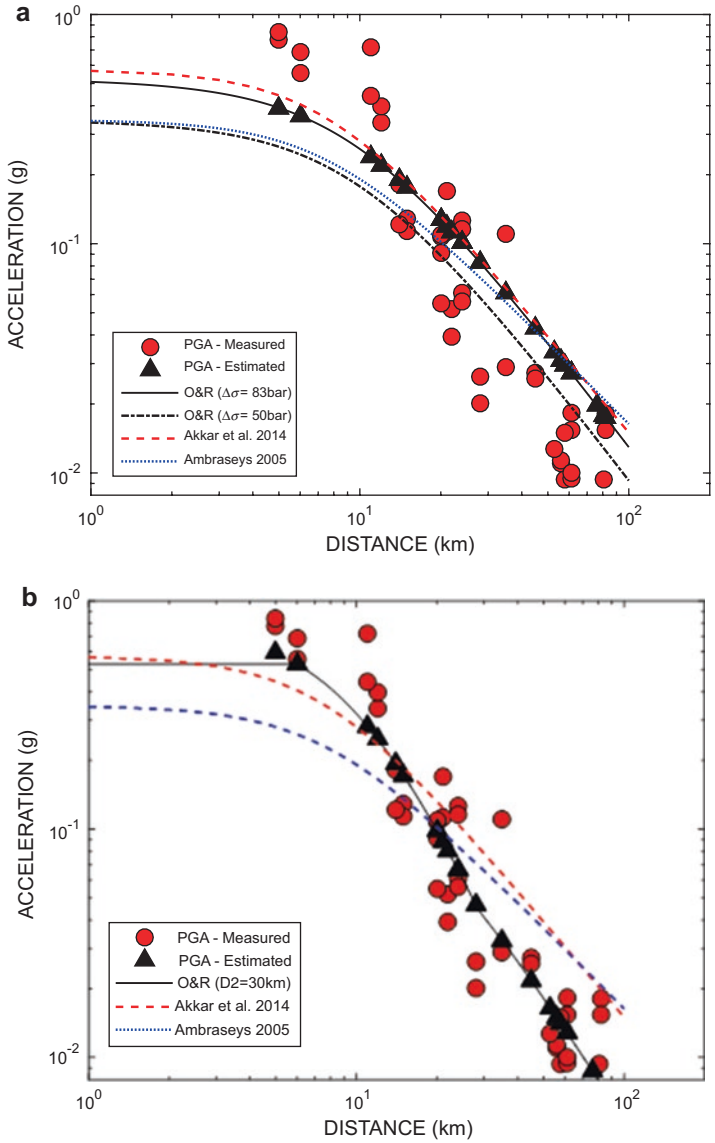 a
10⁰
10⁻¹
10⁻²
ACCELERATION (g)
PGA - Measured
PGA - Estimated
O&R (Δσ= 83bar)
O&R (Δσ= 50bar)
Akkar et al. 2014
Ambraseys 2005
10⁰ 10¹ 10²
DISTANCE (km)
b
10⁰
10⁻¹
10⁻²
ACCELERATION (g)
PGA - Measured
PGA - Estimated
O&R (D2=30km)
Akkar et al. 2014
Ambraseys 2005
10⁰ 10¹ 10²
DISTANCE (km)